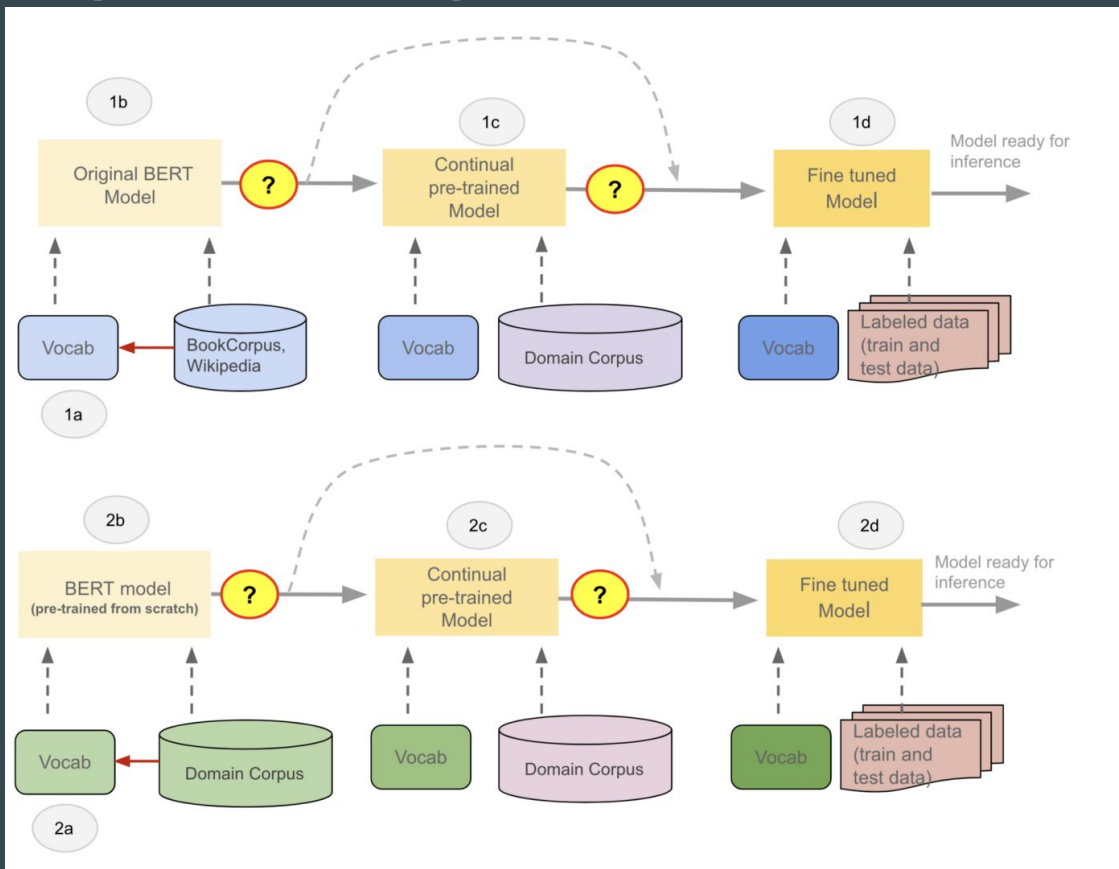 1b
1c
1d
Original BERT
Model
?
Continual
pre-trained
Model
?
Fine tuned
Model
Model ready for
inference
Vocab
BookCorpus,
Wikipedia
Vocab
Domain Corpus
Vocab
Labeled data
(train and
test data)
1a
2b
2c
2d
BERT model
(pre-trained from scratch)
?
Continual
pre-trained
Model
?
Fine tuned
Model
Model ready for
inference
Vocab
Domain Corpus
Vocab
Domain Corpus
Vocab
Labeled data
(train and
test data)
2a